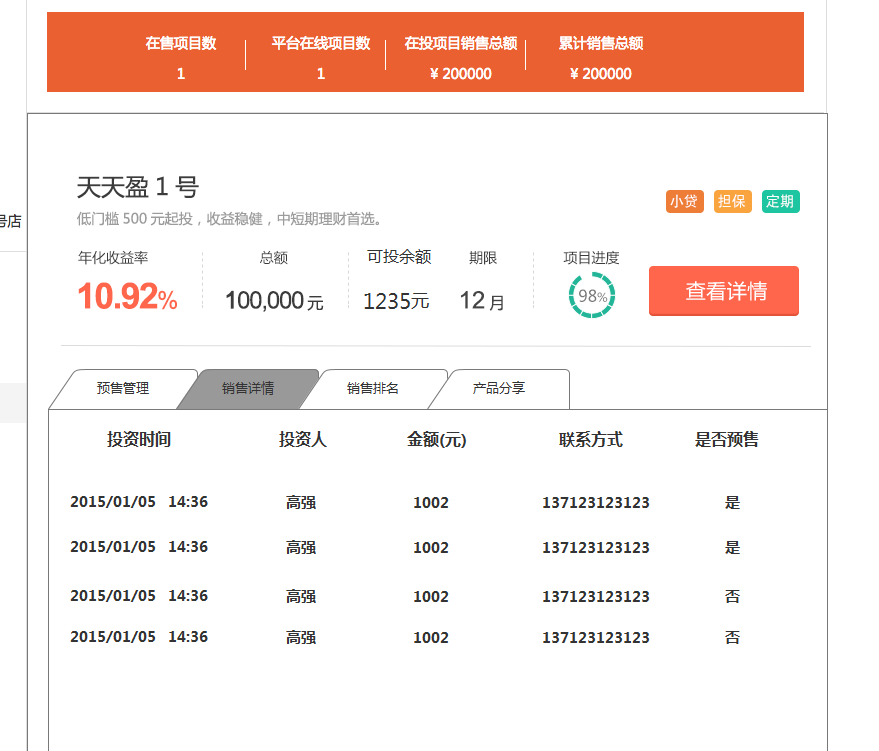 在售项目数 平台在线项目数 在投项目销售总额 累计销售总额
1 1 ¥ 200000 ¥ 200000
天天盈 1 号
小贷 担保 定期
号店
低门槛 500 元起投，收益稳健，中短期理财首选。
年化收益率 总额 可投余额 期限 项目进度
10.92% 100,000 元 1235元 12 月 98% 查看详情
预售管理 销售详情 销售排名 产品分享
投资时间 投资人 金额(元) 联系方式 是否预售
2015/01/05 14:36 高强 1002 137123123123 是
2015/01/05 14:36 高强 1002 137123123123 是
2015/01/05 14:36 高强 1002 137123123123 否
2015/01/05 14:36 高强 1002 137123123123 否